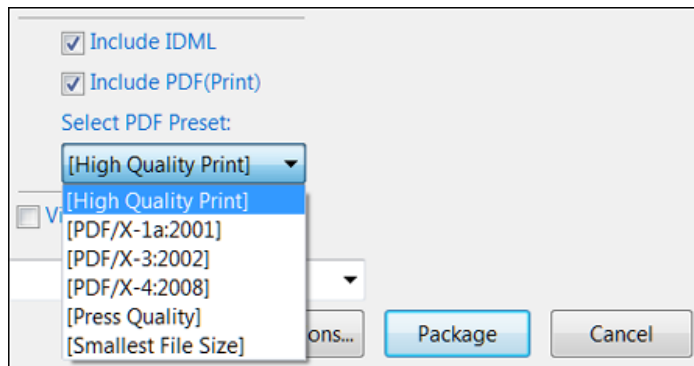 Include IDML
Include PDF(Print)
Select PDF Preset:
[High Quality Print]
[High Quality Print]
[PDF/X-1a:2001]
[PDF/X-3:2002]
[PDF/X-4:2008]
[Press Quality]
[Smallest File Size]
Package
Cancel